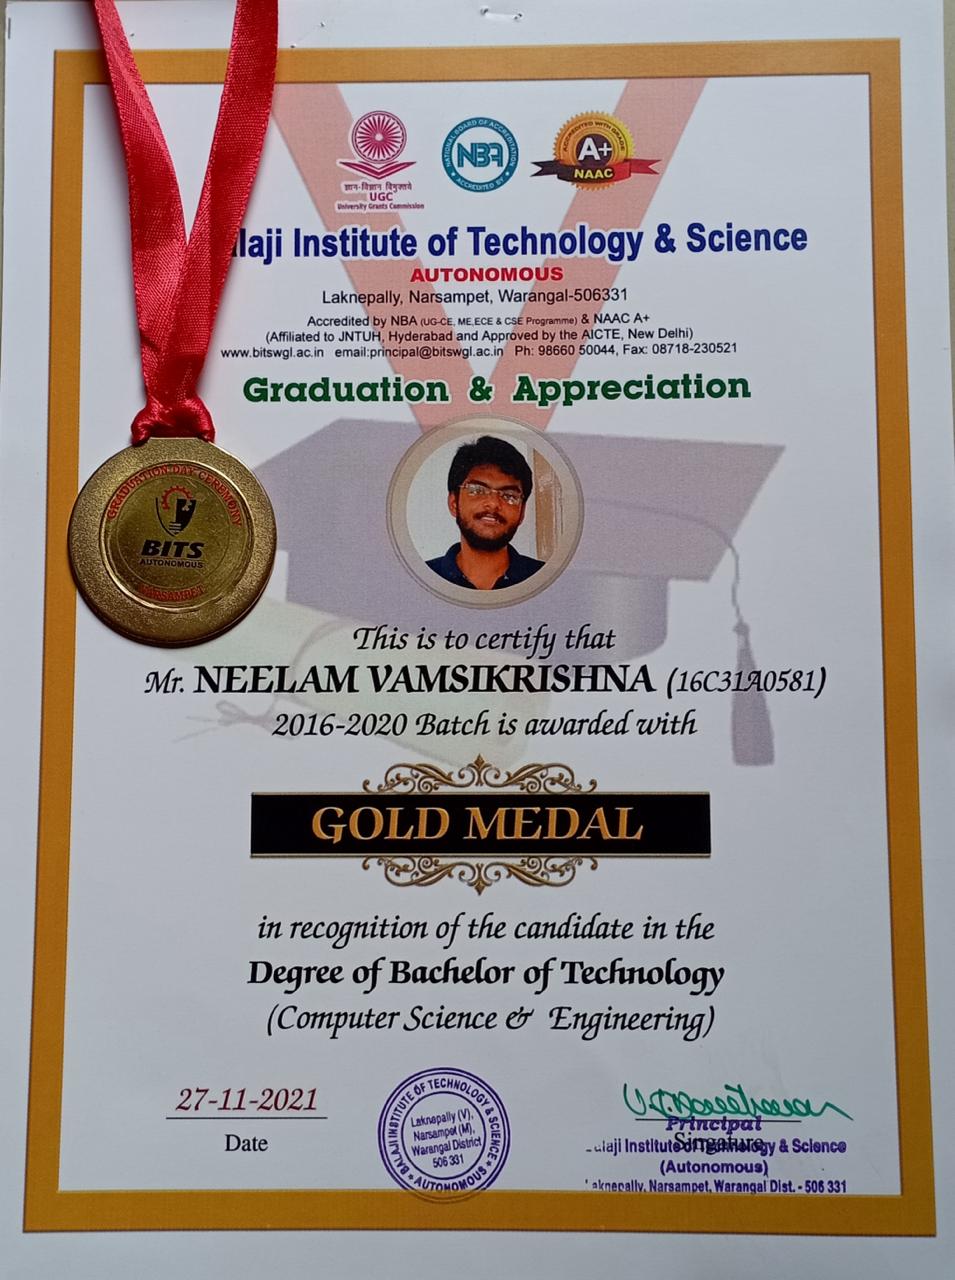 ज्ञान-विज्ञान विमुक्तये
UGC
University Grants Commission
NATIONAL BOARD OF ACCREDITATION
NBA
ACCREDITED BY
ACCREDITED WITH GRADE
A+
NAAC
laji Institute of Technology & Science
AUTONOMOUS
Laknepally, Narsampet, Warangal-506331
Accredited by NBA (UG-CE, ME,ECE & CSE Programme) & NAAC A+
(Affiliated to JNTUH, Hyderabad and Approved by the AICTE, New Delhi)
www.bitswgl.ac.in email:principal@bitswgl.ac.in Ph: 98660 50044, Fax: 08718-230521
Graduation & Appreciation
GRADUATION DAY CEREMONY
BITS
AUTONOMOUS
NARSAMPET
This is to certify that
Mr. NEELAM VAMSIKRISHNA (16C31A0581)
2016-2020 Batch is awarded with
GOLD MEDAL
in recognition of the candidate in the
Degree of Bachelor of Technology
(Computer Science & Engineering)
27-11-2021
Date
BALAJI INSTITUTE OF TECHNOLOGY & SCIENCE
Laknepally (V),
Narsampet (M),
Warangal District
506 331
AUTONOMOUS
Principal
Singature
laji Institute of Technology & Science
(Autonomous)
aknepally, Narsampet, Warangal Dist. - 506 331